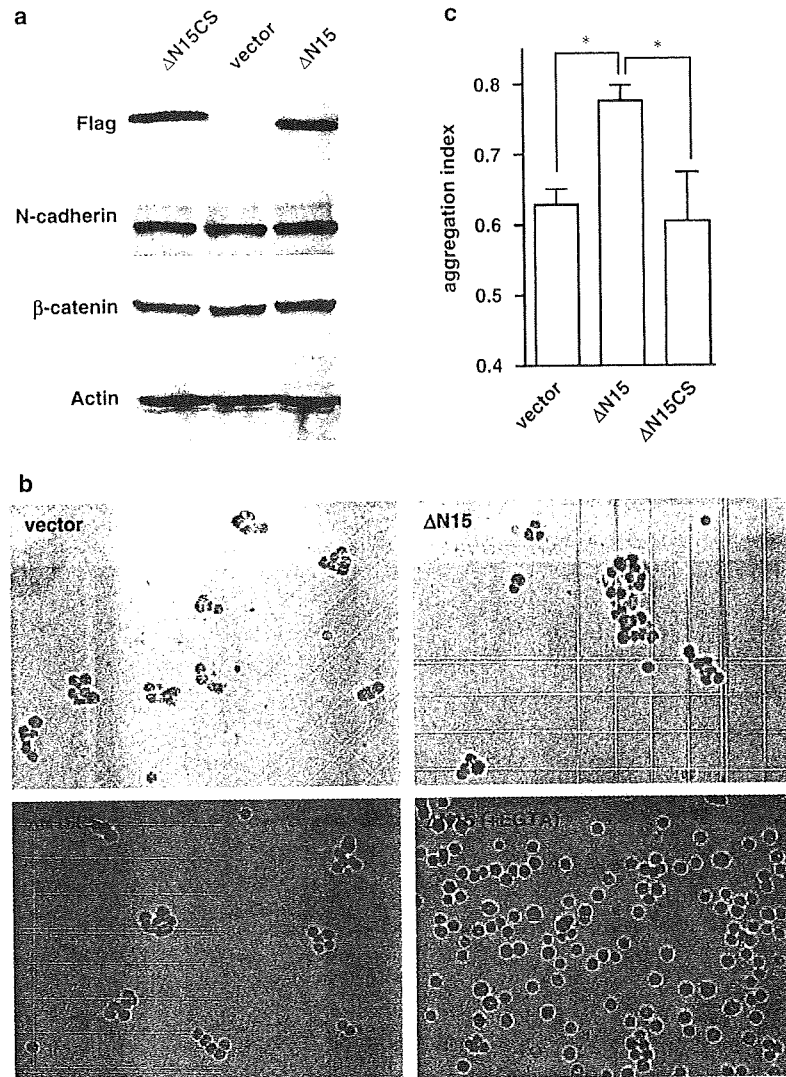 a
ΔN15CS vector ΔN15
Flag
N-cadherin
β-catenin
Actin
c
* *
0.8
0.7
0.6
0.5
0.4
aggregation index
vector ΔN15 ΔN15CS
b
vector
ΔN15